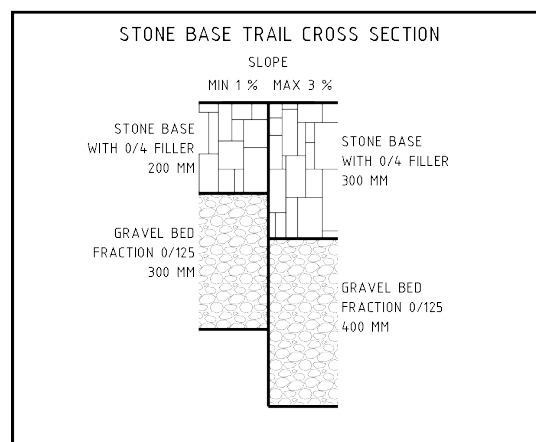 STONE BASE TRAIL CROSS SECTION
SLOPE
MIN 1 % MAX 3 %
STONE BASE
WITH 0/4 FILLER
200 MM
STONE BASE
WITH 0/4 FILLER
300 MM
GRAVEL BED
FRACTION 0/125
300 MM
GRAVEL BED
FRACTION 0/125
400 MM